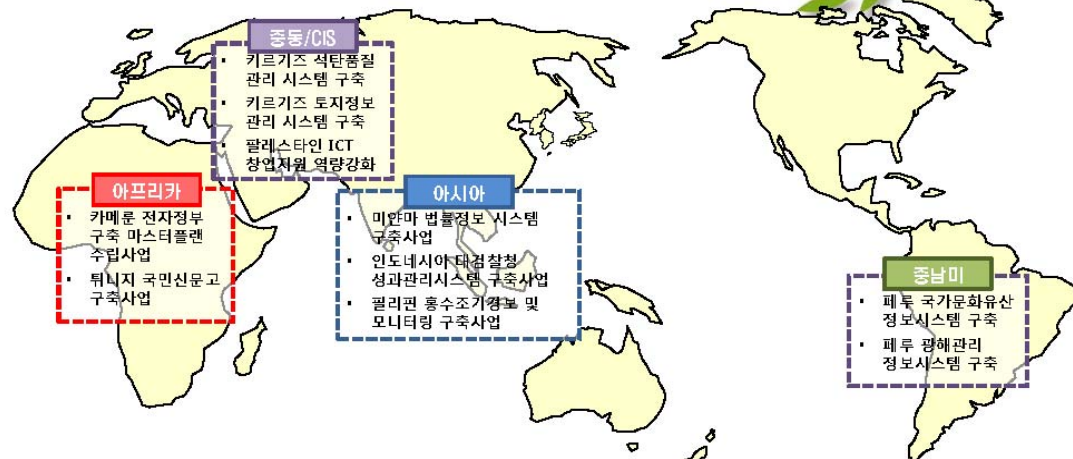 중동/CIS
▪ 키르기즈 석탄품질
관리 시스템 구축
▪ 키르기즈 토지정보
관리 시스템 구축
▪ 팔레스타인 ICT
창업지원 역량강화
아프리카
▪ 카메룬 전자정부
구축 마스터플랜
수립사업
▪ 튀니지 국민신문고
구축사업
아시아
▪ 미얀마 법률정보 시스템
구축사업
▪ 인도네시아 대검찰청
성과관리시스템 구축사업
▪ 필리핀 홍수조기경보 및
모니터링 구축사업
중남미
▪ 페루 국가문화유산
정보시스템 구축
▪ 페루 광해관리
정보시스템 구축